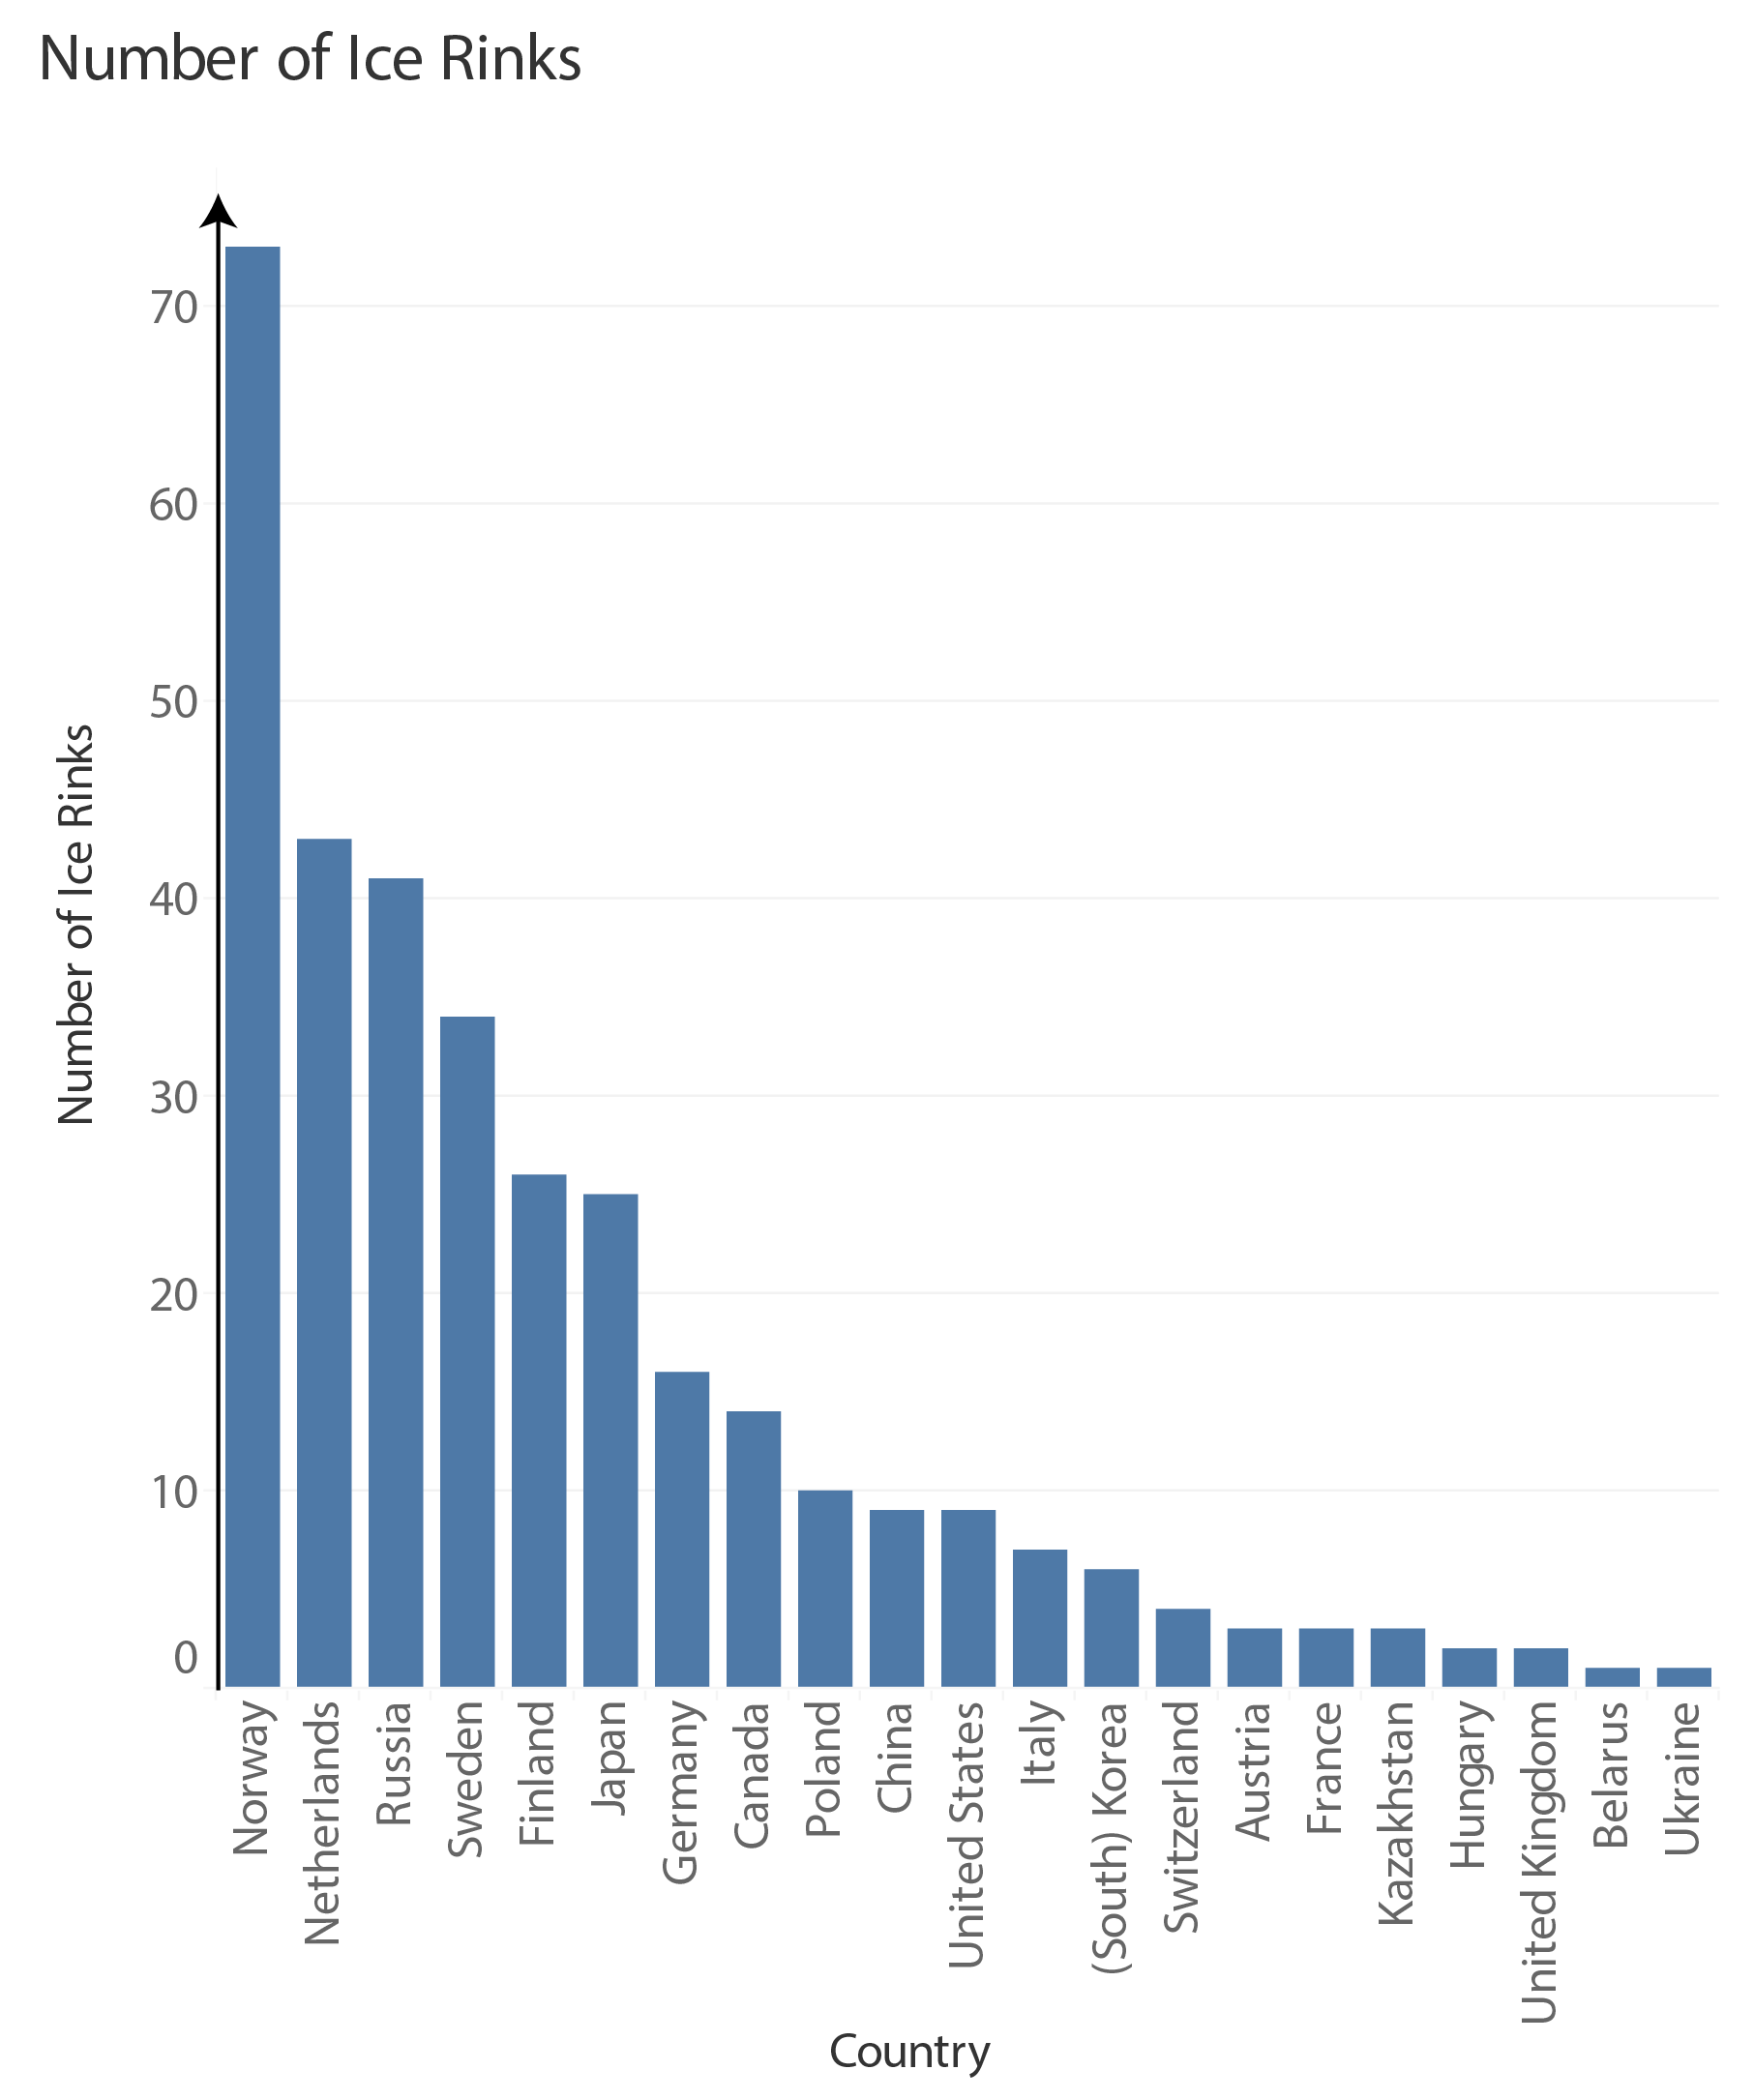 Number of Ice Rinks
Number of Ice Rinks
70
60
50
40
30
20
10
0
Norway
Netherlands
Russia
Sweden
Finland
Japan
Germany
Canada
Poland
China
United States
Italy
(South) Korea
Switzerland
Austria
France
Kazakhstan
Hungary
United Kingdom
Belarus
Ukraine
Country